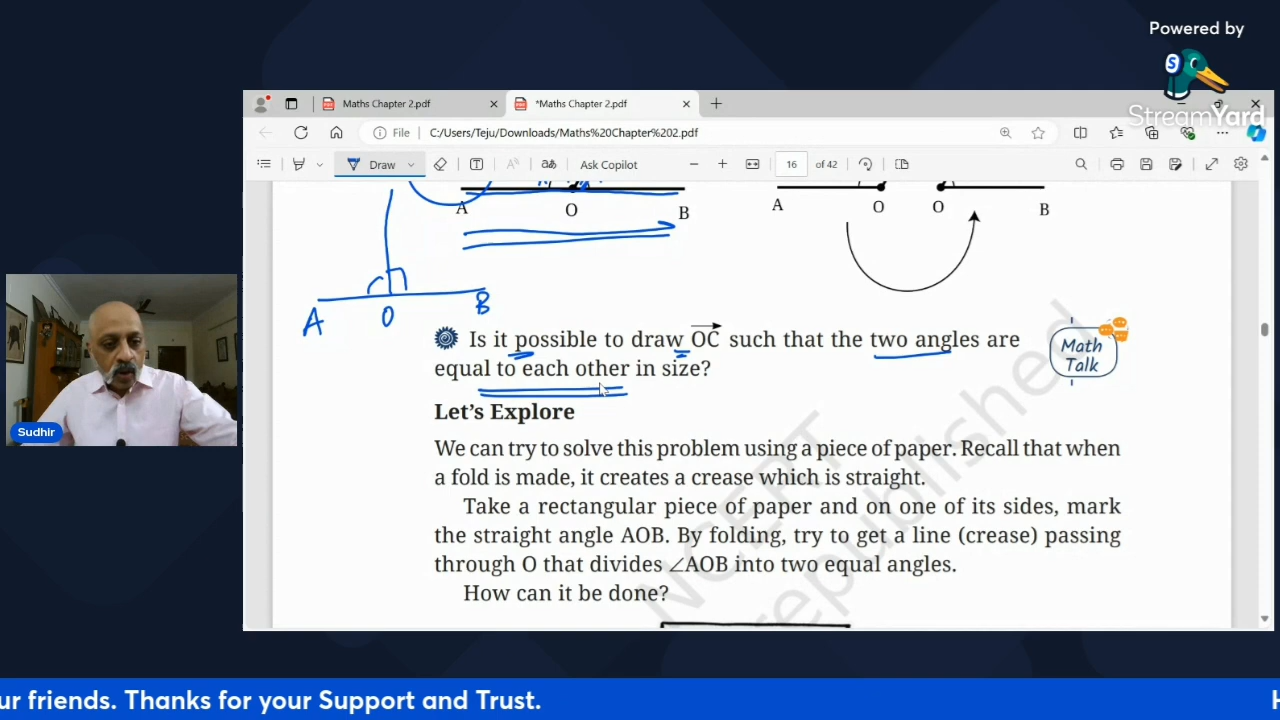 Powered by
S
StreamYard
Maths Chapter 2.pdf
*Maths Chapter 2.pdf
File
C:/Users/Teju/Downloads/Maths%20Chapter%202.pdf
Draw
Ask Copilot
16
of 42
A
O
B
A
O
O
B
A
O
B
Is it possible to draw OC such that the two angles are
equal to each other in size?
Math
Talk
Let's Explore
We can try to solve this problem using a piece of paper. Recall that when
a fold is made, it creates a crease which is straight.
Take a rectangular piece of paper and on one of its sides, mark
the straight angle AOB. By folding, try to get a line (crease) passing
through O that divides ∠AOB into two equal angles.
How can it be done?
NCERT
republished
Sudhir
ur friends. Thanks for your Support and Trust.
H